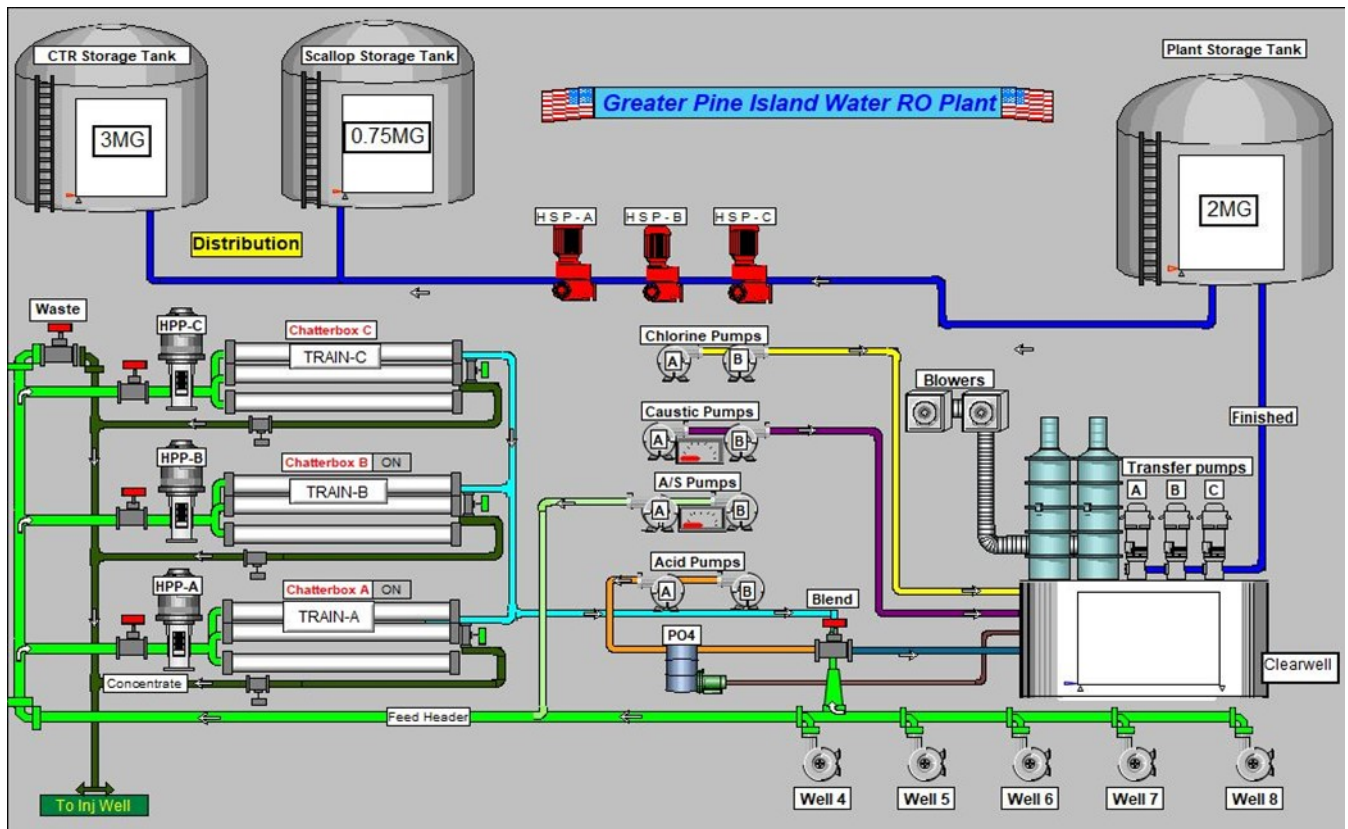 CTR Storage Tank
Scallop Storage Tank
Plant Storage Tank
Greater Pine Island Water RO Plant
3MG
0.75MG
2MG
HSP-A
HSP-B
HSP-C
Distribution
Waste
HPP-C
Chatterbox C
TRAIN-C
Chlorine Pumps
A
B
Blowers
Caustic Pumps
A
B
Finished
HPP-B
Chatterbox B ON
TRAIN-B
A/S Pumps
A
B
Transfer pumps
A
B
C
HPP-A
Chatterbox A ON
TRAIN-A
Acid Pumps
A
B
Blend
PO4
Clearwell
Concentrate
Feed Header
Well 4
Well 5
Well 6
Well 7
Well 8
To Inj Well